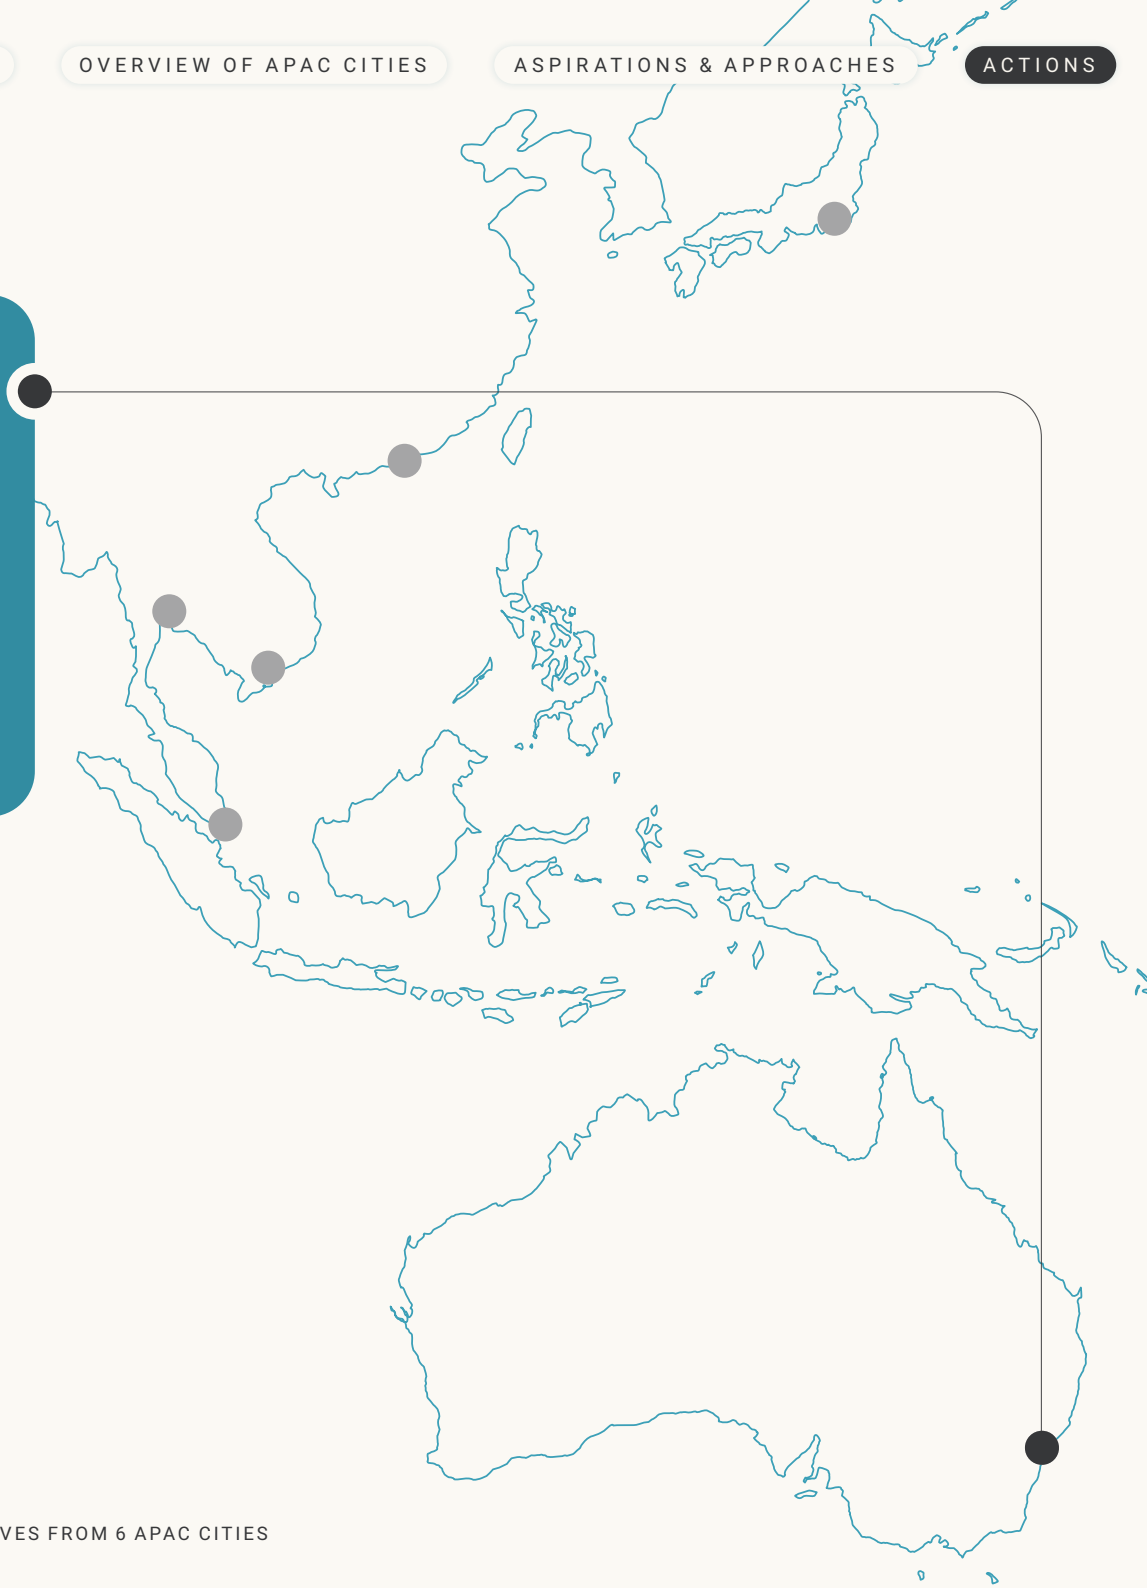 OVERVIEW OF APAC CITIES
ASPIRATIONS & APPROACHES
ACTIONS
VES FROM 6 APAC CITIES